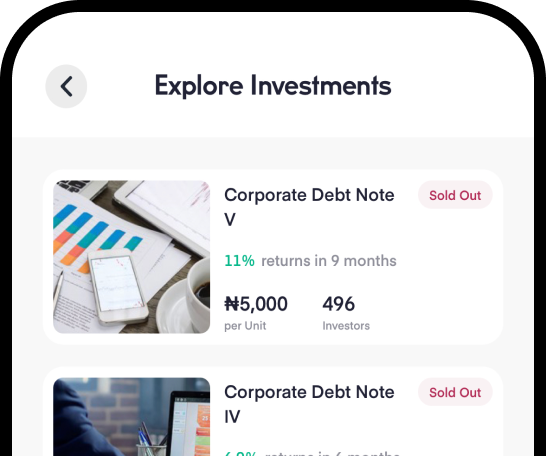 Explore Investments
Corporate Debt Note
V
Sold Out
11% returns in 9 months
₦5,000
496
per Unit
Investors
Corporate Debt Note
IV
Sold Out
returns in 6 months